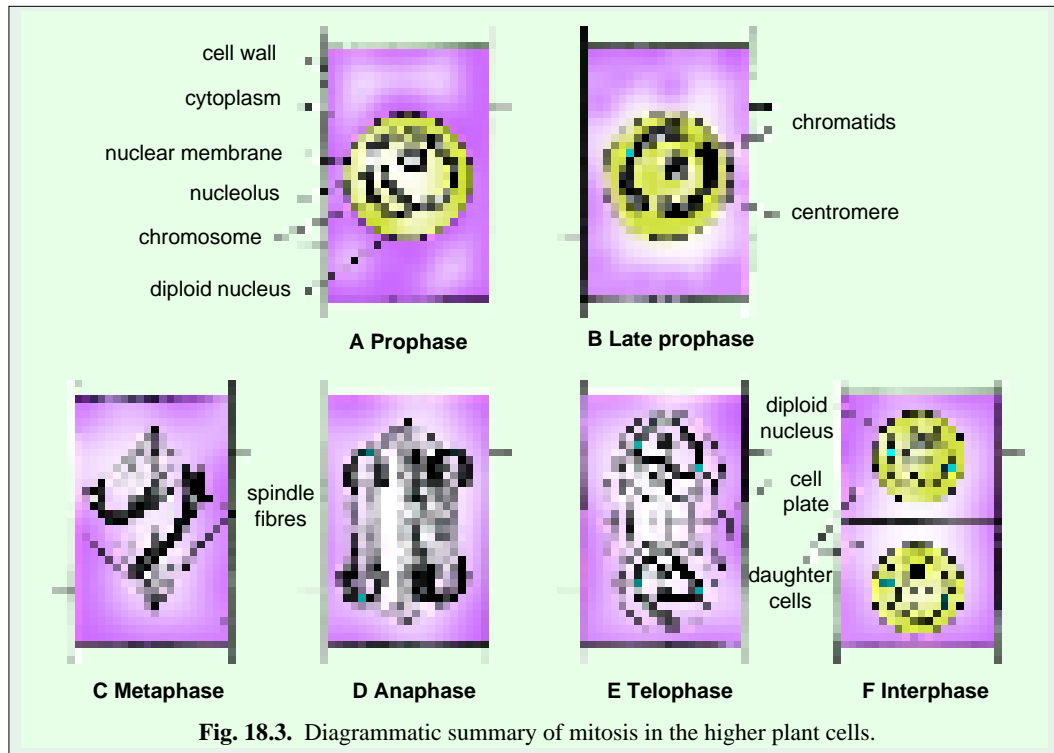 cell wall
cytoplasm
nuclear membrane
nucleolus
chromosome
diploid nucleus
chromatids
centromere
A Prophase
B Late prophase
spindle
fibres
diploid
nucleus
cell
plate
daughter
cells
C Metaphase
D Anaphase
E Telophase
F Interphase
Fig. 18.3. Diagrammatic summary of mitosis in the higher plant cells.